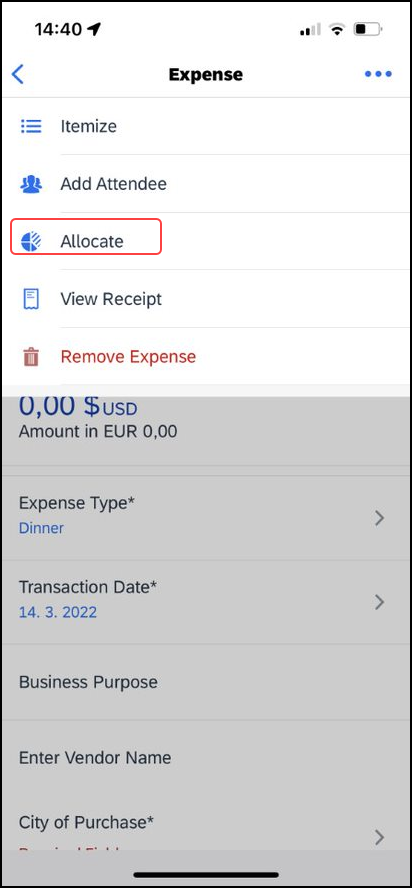 14:40
Expense
Itemize
Add Attendee
Allocate
View Receipt
Remove Expense
0,00 $ USD
Amount in EUR 0,00
Expense Type*
Dinner
Transaction Date*
14. 3. 2022
Business Purpose
Enter Vendor Name
City of Purchase*